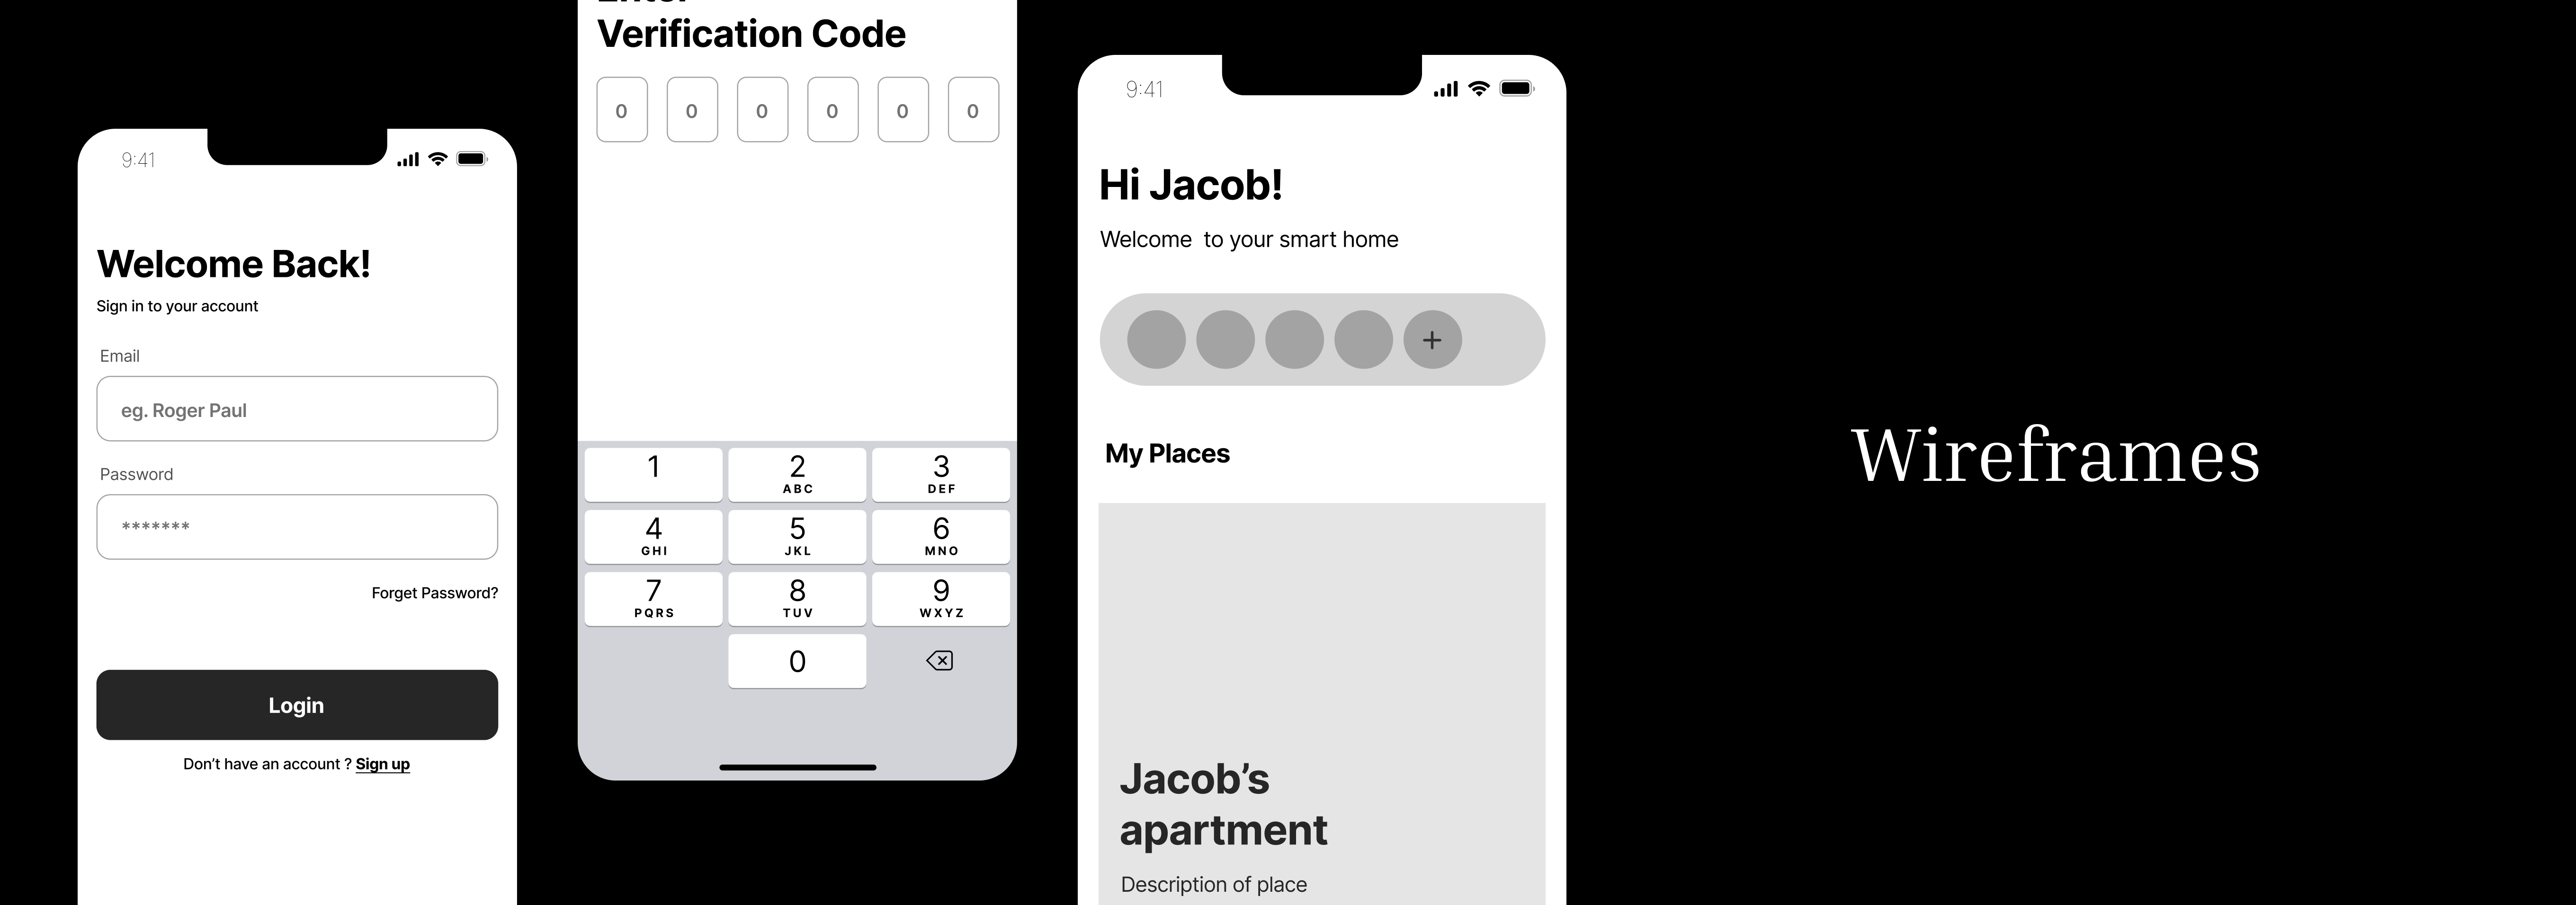 9:41
Welcome Back!
Sign in to your account
Email
eg. Roger Paul
Password
*******
Forget Password?
Login
Don’t have an account ? Sign up
Enter
Verification Code
0 0 0 0 0 0
1 2 3
ABC DEF
4 5 6
GHI JKL MNO
7 8 9
PQRS TUV WXYZ
0
9:41
Hi Jacob!
Welcome  to your smart home
+
My Places
Jacob’s
apartment
Description of place
Wireframes